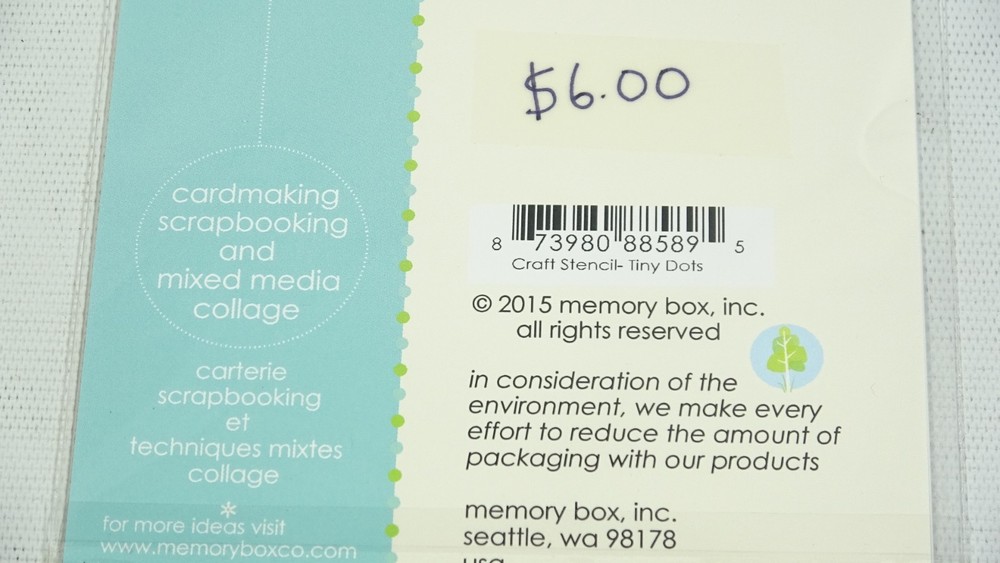 cardmaking
scrapbooking
and
mixed media
collage
carterie
scrapbooking
et
techniques mixtes
collage
*
for more ideas visit
www.memoryboxco.com
$6.00
8 73980 88589 5
Craft Stencil- Tiny Dots
© 2015 memory box, inc.
all rights reserved
in consideration of the
environment, we make every
effort to reduce the amount of
packaging with our products
memory box, inc.
seattle, wa 98178
usa